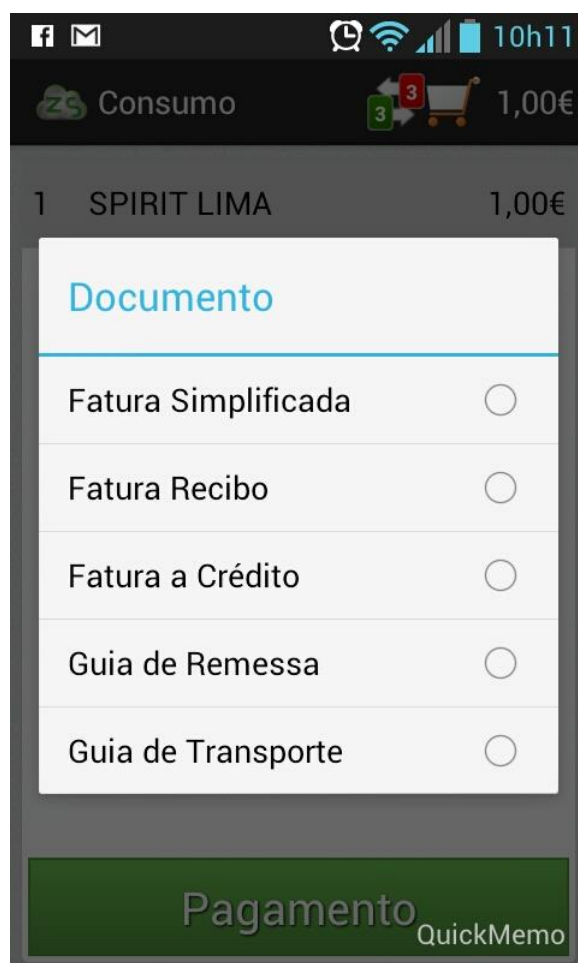 10h11
ZS Consumo 3 3 1,00€
1 SPIRIT LIMA 1,00€
Documento
Fatura Simplificada
Fatura Recibo
Fatura a Crédito
Guia de Remessa
Guia de Transporte
Pagamento
QuickMemo